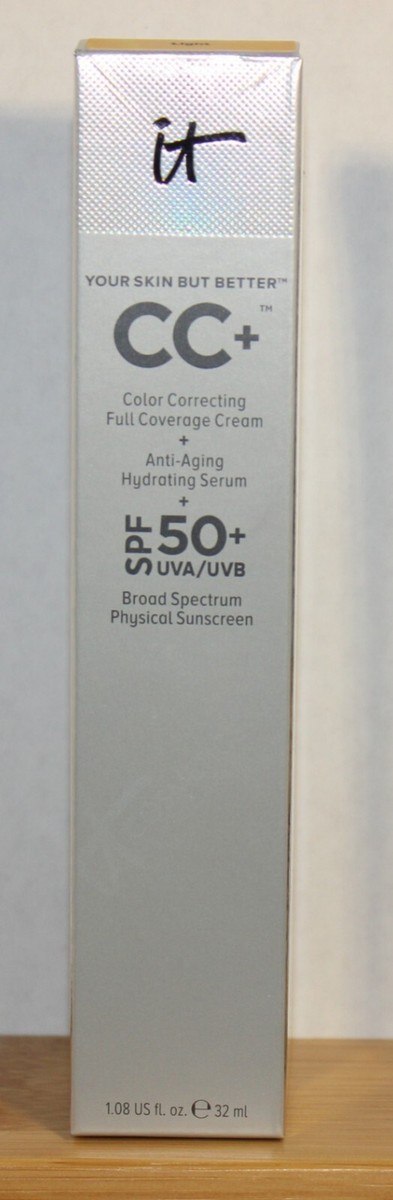 Light
it
YOUR SKIN BUT BETTER™
CC+™
Color Correcting
Full Coverage Cream
+
Anti-Aging
Hydrating Serum
+
SPF 50+
UVA/UVB
Broad Spectrum
Physical Sunscreen
1.08 US fl. oz. ℮ 32 ml